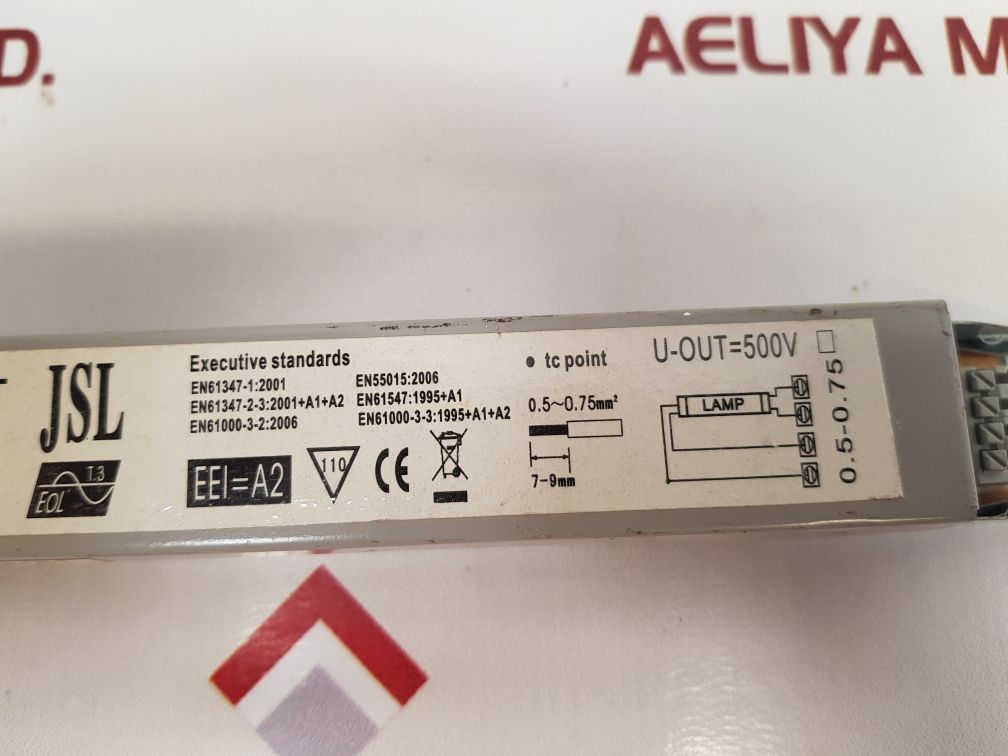 D.
AELIYA M
JSL
Executive standards
EN61347-1:2001
EN61347-2-3:2001+A1+A2
EN61000-3-2:2006
EN55015:2006
EN61547:1995+A1
EN61000-3-3:1995+A1+A2
T.3
EOL
EEI=A2
110
CE
• tc point
0.5~0.75mm²
7-9mm
U-OUT=500V
LAMP
0.5-0.75